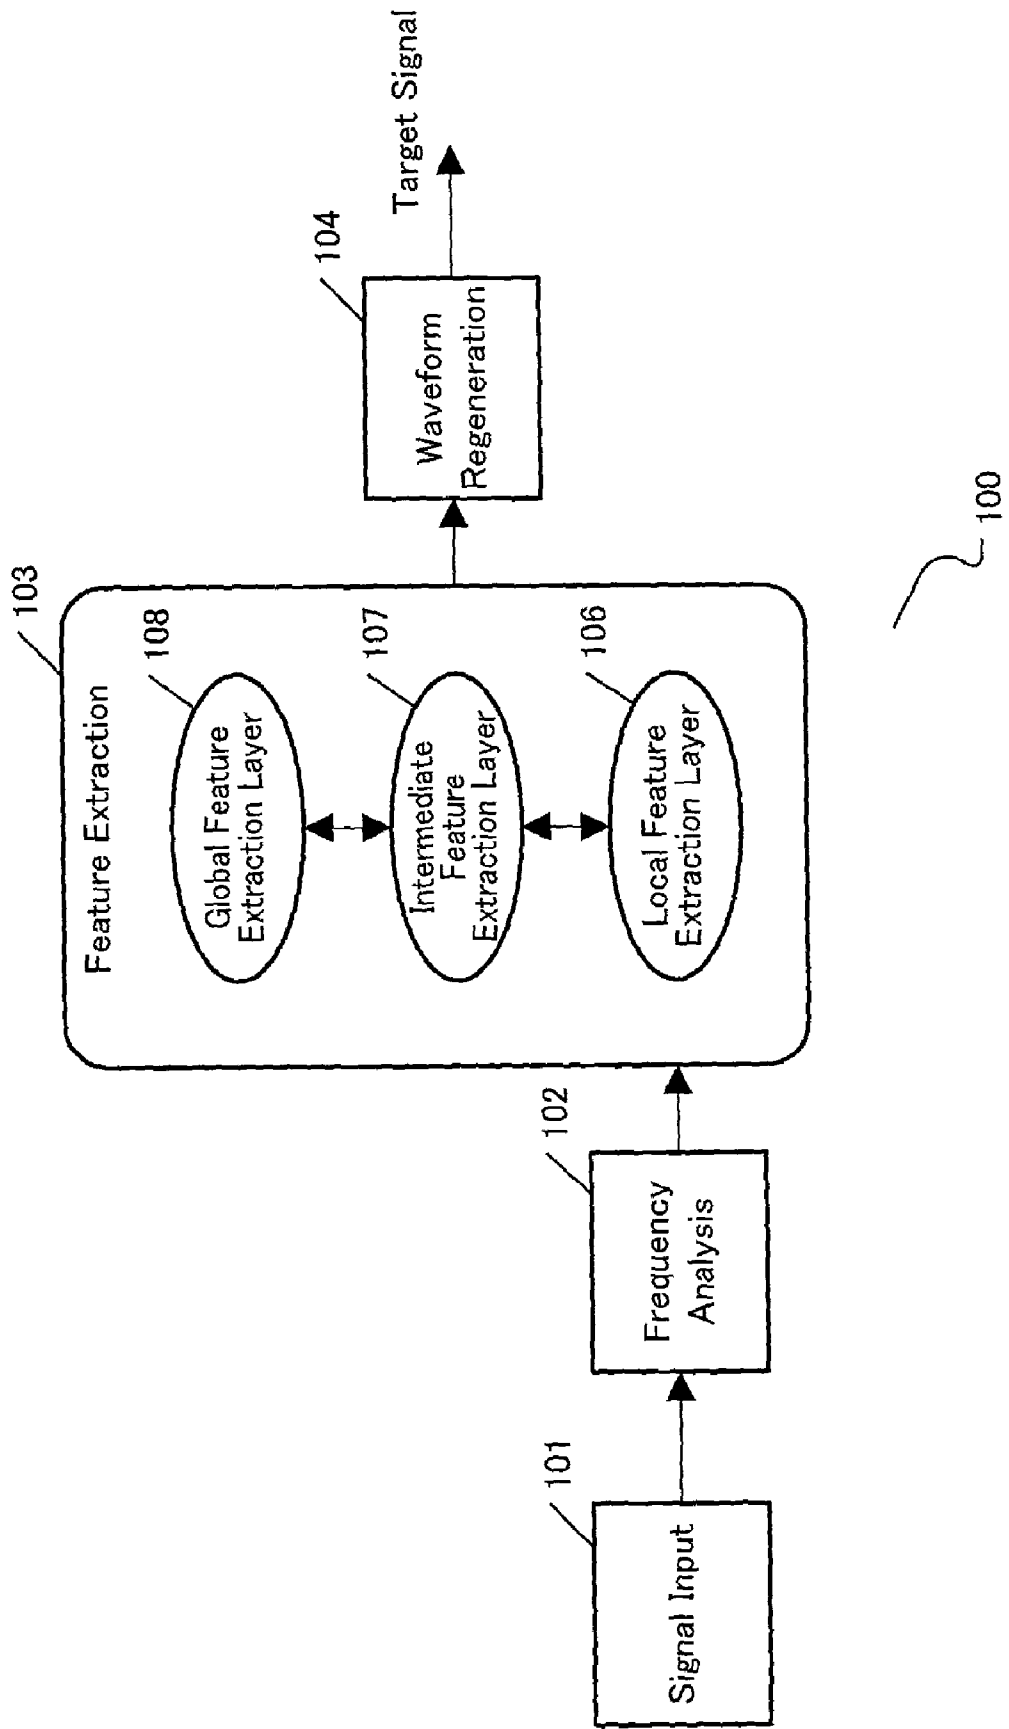 103
Feature Extraction
108
Global Feature
Extraction Layer
107
Intermediate
Feature
Extraction Layer
106
Local Feature
Extraction Layer
101
Signal Input
102
Frequency
Analysis
104
Waveform
Regeneration
Target Signal
100